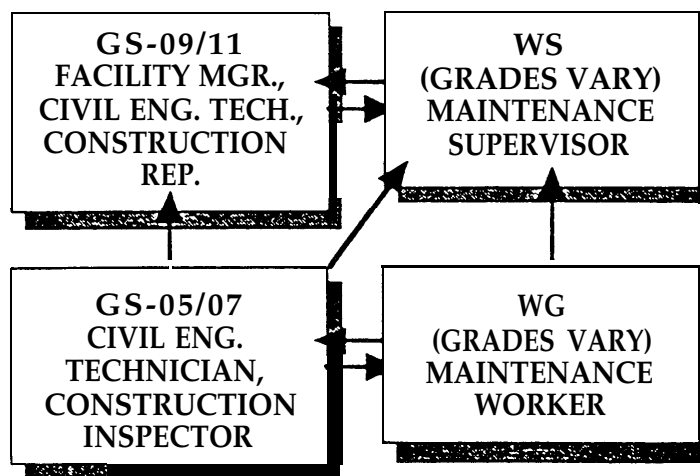 GS-09/11
FACILITY MGR.,
CIVIL ENG. TECH.,
CONSTRUCTION
REP.
WS
(GRADES VARY)
MAINTENANCE
SUPERVISOR
GS-05/07
CIVIL ENG.
TECHNICIAN,
CONSTRUCTION
INSPECTOR
WG
(GRADES VARY)
MAINTENANCE
WORKER